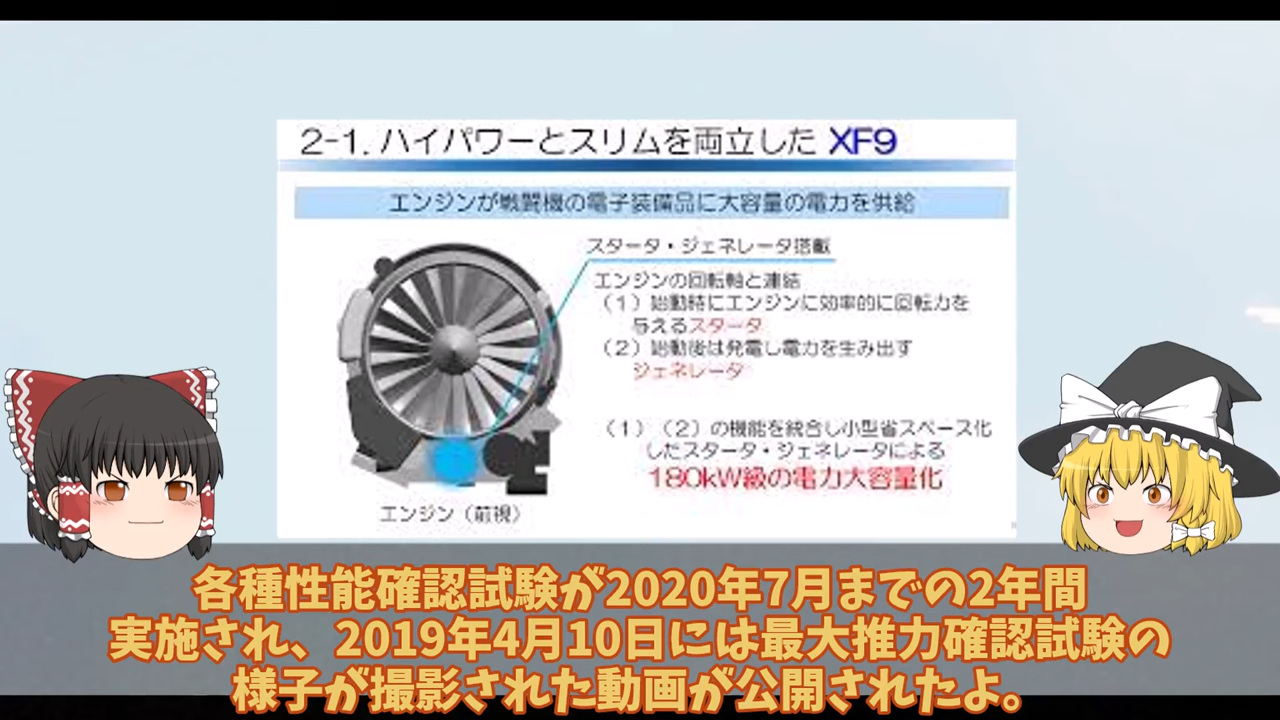 2-1. ハイパワーとスリムを両立した XF9
エンジンが戦闘機の電子装備品に大容量の電力を供給
スタータ・ジェネレータ搭載
エンジンの回転軸と連結
（1）始動時にエンジンに効率的に回転力を
与えるスタータ
（2）始動後は発電し電力を生み出す
ジェネレータ
（1）（2）の機能を統合し小型省スペース化
したスタータ・ジェネレータによる
180kW級の電力大容量化
エンジン（前視）
各種性能確認試験が2020年7月までの2年間
実施され、2019年4月10日には最大推力確認試験の
様子が撮影された動画が公開されたよ。